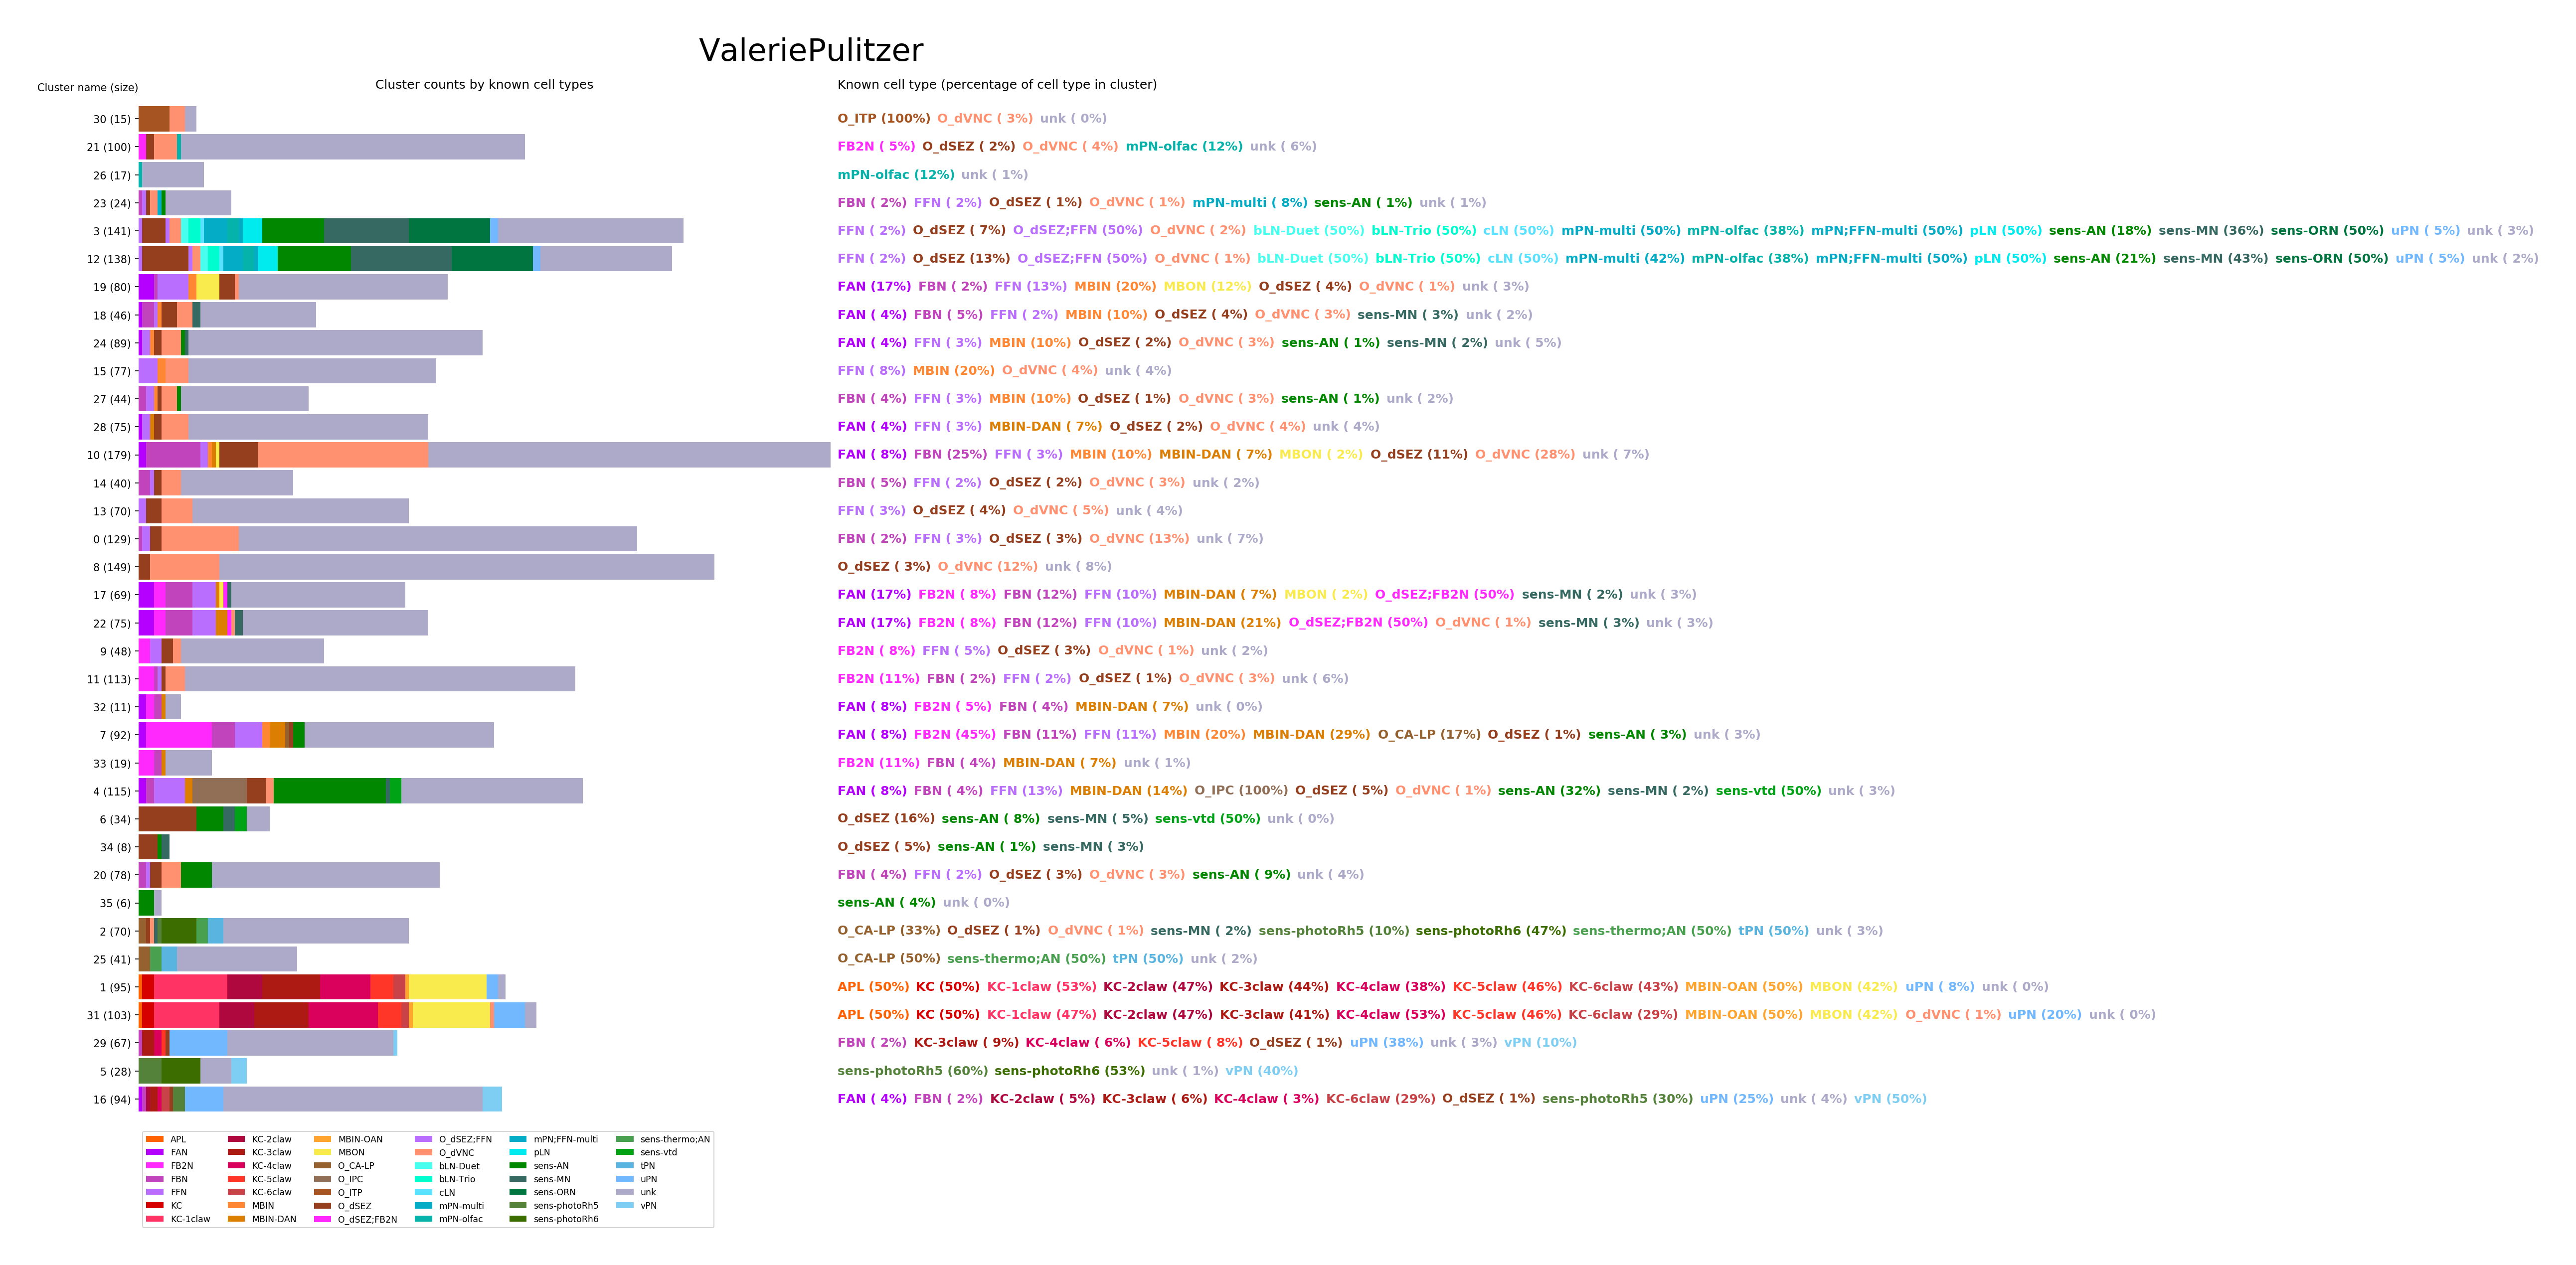 ValeriePulitzer
Cluster name (size) Cluster counts by known cell types Known cell type (percentage of cell type in cluster)
30 (15) O_ITP (100%) O_dVNC ( 3%) unk ( 0%)
21 (100) FB2N ( 5%) O_dSEZ ( 2%) O_dVNC ( 4%) mPN-olfac (12%) unk ( 6%)
26 (17) mPN-olfac (12%) unk ( 1%)
23 (24) FBN ( 2%) FFN ( 2%) O_dSEZ ( 1%) O_dVNC ( 1%) mPN-multi ( 8%) sens-AN ( 1%) unk ( 1%)
3 (141) FFN ( 2%) O_dSEZ ( 7%) O_dSEZ;FFN (50%) O_dVNC ( 2%) bLN-Duet (50%) bLN-Trio (50%) cLN (50%) mPN-multi (50%) mPN-olfac (38%) mPN;FFN-multi (50%) pLN (50%) sens-AN (18%) sens-MN (36%) sens-ORN (50%) uPN ( 5%) unk ( 3%)
12 (138) FFN ( 2%) O_dSEZ (13%) O_dSEZ;FFN (50%) O_dVNC ( 1%) bLN-Duet (50%) bLN-Trio (50%) cLN (50%) mPN-multi (42%) mPN-olfac (38%) mPN;FFN-multi (50%) pLN (50%) sens-AN (21%) sens-MN (43%) sens-ORN (50%) uPN ( 5%) unk ( 2%)
19 (80) FAN (17%) FBN ( 2%) FFN (13%) MBIN (20%) MBON (12%) O_dSEZ ( 4%) O_dVNC ( 1%) unk ( 3%)
18 (46) FAN ( 4%) FBN ( 5%) FFN ( 2%) MBIN (10%) O_dSEZ ( 4%) O_dVNC ( 3%) sens-MN ( 3%) unk ( 2%)
24 (89) FAN ( 4%) FFN ( 3%) MBIN (10%) O_dSEZ ( 2%) O_dVNC ( 3%) sens-AN ( 1%) sens-MN ( 2%) unk ( 5%)
15 (77) FFN ( 8%) MBIN (20%) O_dVNC ( 4%) unk ( 4%)
27 (44) FBN ( 4%) FFN ( 3%) MBIN (10%) O_dSEZ ( 1%) O_dVNC ( 3%) sens-AN ( 1%) unk ( 2%)
28 (75) FAN ( 4%) FFN ( 3%) MBIN-DAN ( 7%) O_dSEZ ( 2%) O_dVNC ( 4%) unk ( 4%)
10 (179) FAN ( 8%) FBN (25%) FFN ( 3%) MBIN (10%) MBIN-DAN ( 7%) MBON ( 2%) O_dSEZ (11%) O_dVNC (28%) unk ( 7%)
14 (40) FBN ( 5%) FFN ( 2%) O_dSEZ ( 2%) O_dVNC ( 3%) unk ( 2%)
13 (70) FFN ( 3%) O_dSEZ ( 4%) O_dVNC ( 5%) unk ( 4%)
0 (129) FBN ( 2%) FFN ( 3%) O_dSEZ ( 3%) O_dVNC (13%) unk ( 7%)
8 (149) O_dSEZ ( 3%) O_dVNC (12%) unk ( 8%)
17 (69) FAN (17%) FB2N ( 8%) FBN (12%) FFN (10%) MBIN-DAN ( 7%) MBON ( 2%) O_dSEZ;FB2N (50%) sens-MN ( 2%) unk ( 3%)
22 (75) FAN (17%) FB2N ( 8%) FBN (12%) FFN (10%) MBIN-DAN (21%) O_dSEZ;FB2N (50%) O_dVNC ( 1%) sens-MN ( 3%) unk ( 3%)
9 (48) FB2N ( 8%) FFN ( 5%) O_dSEZ ( 3%) O_dVNC ( 1%) unk ( 2%)
11 (113) FB2N (11%) FBN ( 2%) FFN ( 2%) O_dSEZ ( 1%) O_dVNC ( 3%) unk ( 6%)
32 (11) FAN ( 8%) FB2N ( 5%) FBN ( 4%) MBIN-DAN ( 7%) unk ( 0%)
7 (92) FAN ( 8%) FB2N (45%) FBN (11%) FFN (11%) MBIN (20%) MBIN-DAN (29%) O_CA-LP (17%) O_dSEZ ( 1%) sens-AN ( 3%) unk ( 3%)
33 (19) FB2N (11%) FBN ( 4%) MBIN-DAN ( 7%) unk ( 1%)
4 (115) FAN ( 8%) FBN ( 4%) FFN (13%) MBIN-DAN (14%) O_IPC (100%) O_dSEZ ( 5%) O_dVNC ( 1%) sens-AN (32%) sens-MN ( 2%) sens-vtd (50%) unk ( 3%)
6 (34) O_dSEZ (16%) sens-AN ( 8%) sens-MN ( 5%) sens-vtd (50%) unk ( 0%)
34 (8) O_dSEZ ( 5%) sens-AN ( 1%) sens-MN ( 3%)
20 (78) FBN ( 4%) FFN ( 2%) O_dSEZ ( 3%) O_dVNC ( 3%) sens-AN ( 9%) unk ( 4%)
35 (6) sens-AN ( 4%) unk ( 0%)
2 (70) O_CA-LP (33%) O_dSEZ ( 1%) O_dVNC ( 1%) sens-MN ( 2%) sens-photoRh5 (10%) sens-photoRh6 (47%) sens-thermo;AN (50%) tPN (50%) unk ( 3%)
25 (41) O_CA-LP (50%) sens-thermo;AN (50%) tPN (50%) unk ( 2%)
1 (95) APL (50%) KC (50%) KC-1claw (53%) KC-2claw (47%) KC-3claw (44%) KC-4claw (38%) KC-5claw (46%) KC-6claw (43%) MBIN-OAN (50%) MBON (42%) uPN ( 8%) unk ( 0%)
31 (103) APL (50%) KC (50%) KC-1claw (47%) KC-2claw (47%) KC-3claw (41%) KC-4claw (53%) KC-5claw (46%) KC-6claw (29%) MBIN-OAN (50%) MBON (42%) O_dVNC ( 1%) uPN (20%) unk ( 0%)
29 (67) FBN ( 2%) KC-3claw ( 9%) KC-4claw ( 6%) KC-5claw ( 8%) O_dSEZ ( 1%) uPN (38%) unk ( 3%) vPN (10%)
5 (28) sens-photoRh5 (60%) sens-photoRh6 (53%) unk ( 1%) vPN (40%)
16 (94) FAN ( 4%) FBN ( 2%) KC-2claw ( 5%) KC-3claw ( 6%) KC-4claw ( 3%) KC-6claw (29%) O_dSEZ ( 1%) sens-photoRh5 (30%) uPN (25%) unk ( 4%) vPN (50%)
APL KC-2claw MBIN-OAN O_dSEZ;FFN mPN;FFN-multi sens-thermo;AN
FAN KC-3claw MBON O_dVNC pLN sens-vtd
FB2N KC-4claw O_CA-LP bLN-Duet sens-AN tPN
FBN KC-5claw O_IPC bLN-Trio sens-MN uPN
FFN KC-6claw O_ITP cLN sens-ORN unk
KC MBIN O_dSEZ mPN-multi sens-photoRh5 vPN
KC-1claw MBIN-DAN O_dSEZ;FB2N mPN-olfac sens-photoRh6